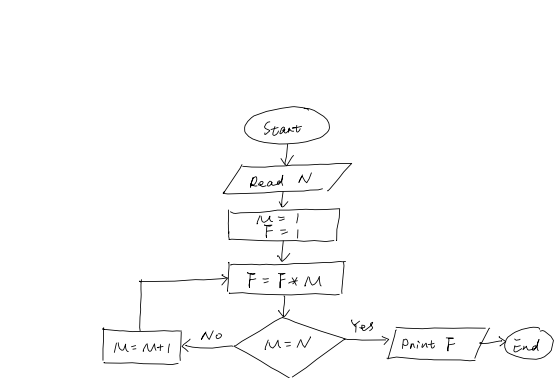 Start
Read N
M = 1
F = 1
F = F * M
M = N
No
Yes
M = M+1
Print F
End